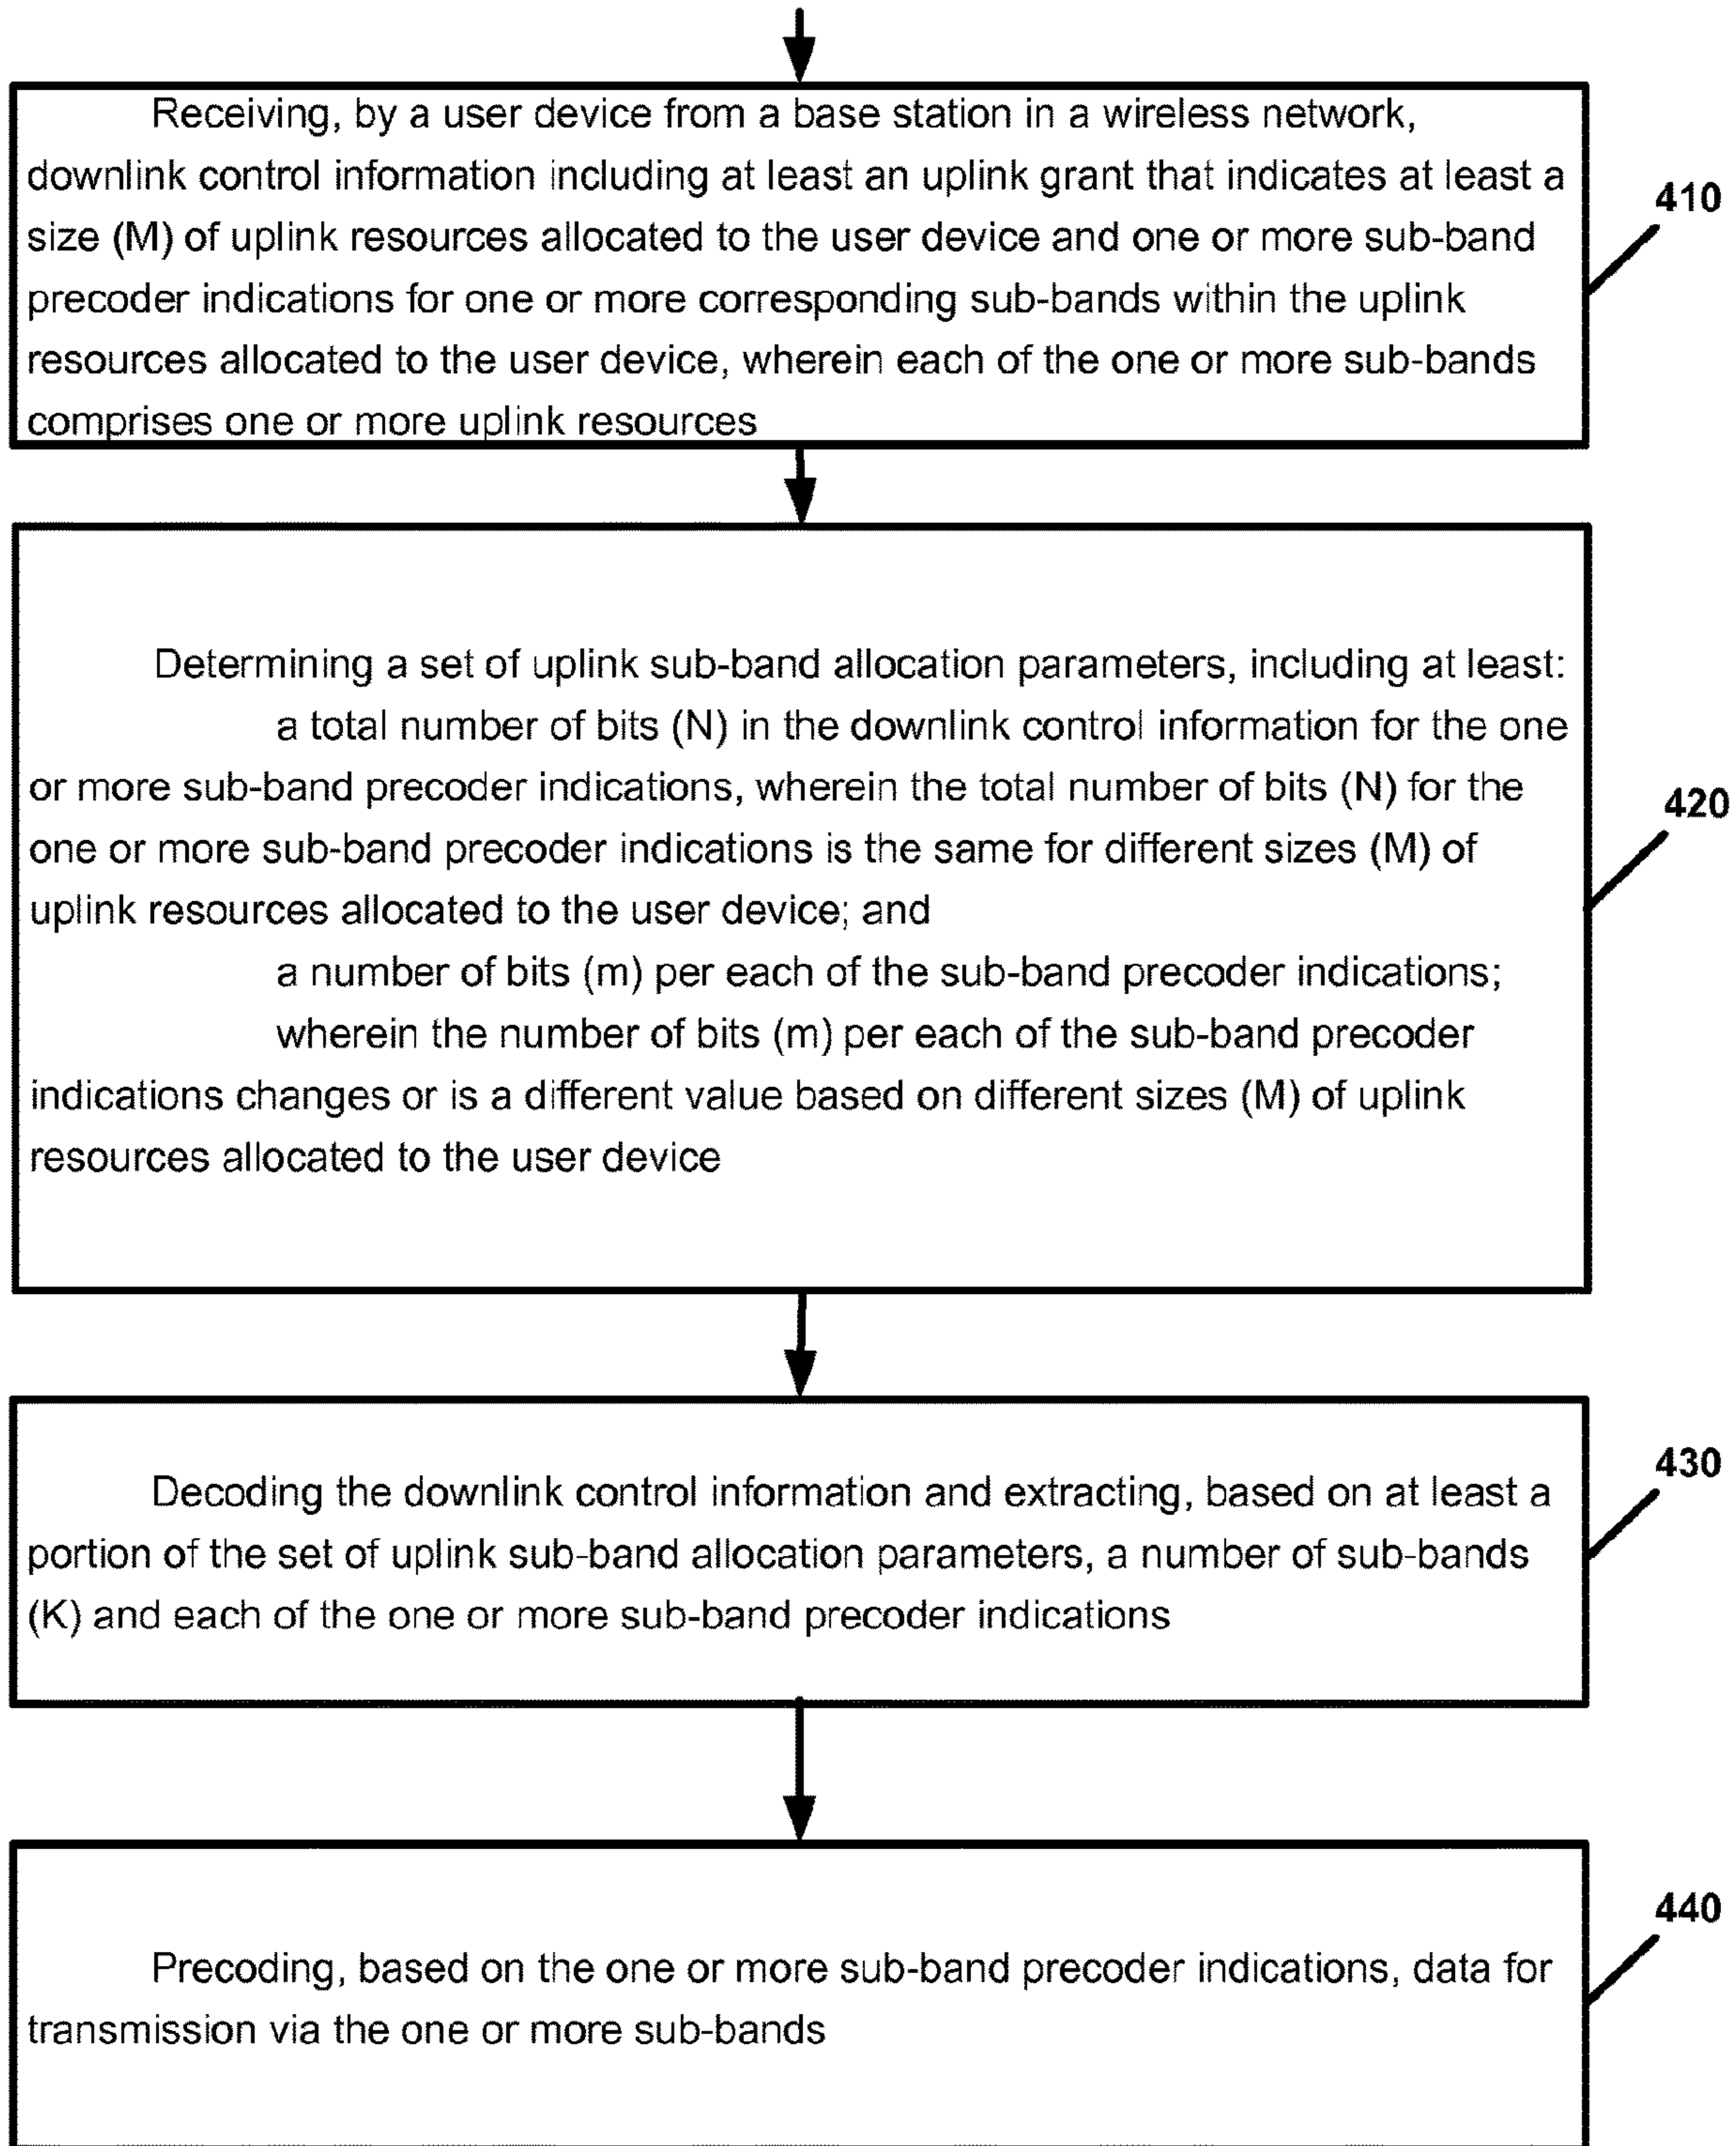 Receiving, by a user device from a base station in a wireless network,
downlink control information including at least an uplink grant that indicates at least a
size (M) of uplink resources allocated to the user device and one or more sub-band
precoder indications for one or more corresponding sub-bands within the uplink
resources allocated to the user device, wherein each of the one or more sub-bands
comprises one or more uplink resources
410
Determining a set of uplink sub-band allocation parameters, including at least:
a total number of bits (N) in the downlink control information for the one
or more sub-band precoder indications, wherein the total number of bits (N) for the
one or more sub-band precoder indications is the same for different sizes (M) of
uplink resources allocated to the user device; and
a number of bits (m) per each of the sub-band precoder indications;
wherein the number of bits (m) per each of the sub-band precoder
indications changes or is a different value based on different sizes (M) of uplink
resources allocated to the user device
420
Decoding the downlink control information and extracting, based on at least a
portion of the set of uplink sub-band allocation parameters, a number of sub-bands
(K) and each of the one or more sub-band precoder indications
430
Precoding, based on the one or more sub-band precoder indications, data for
transmission via the one or more sub-bands
440